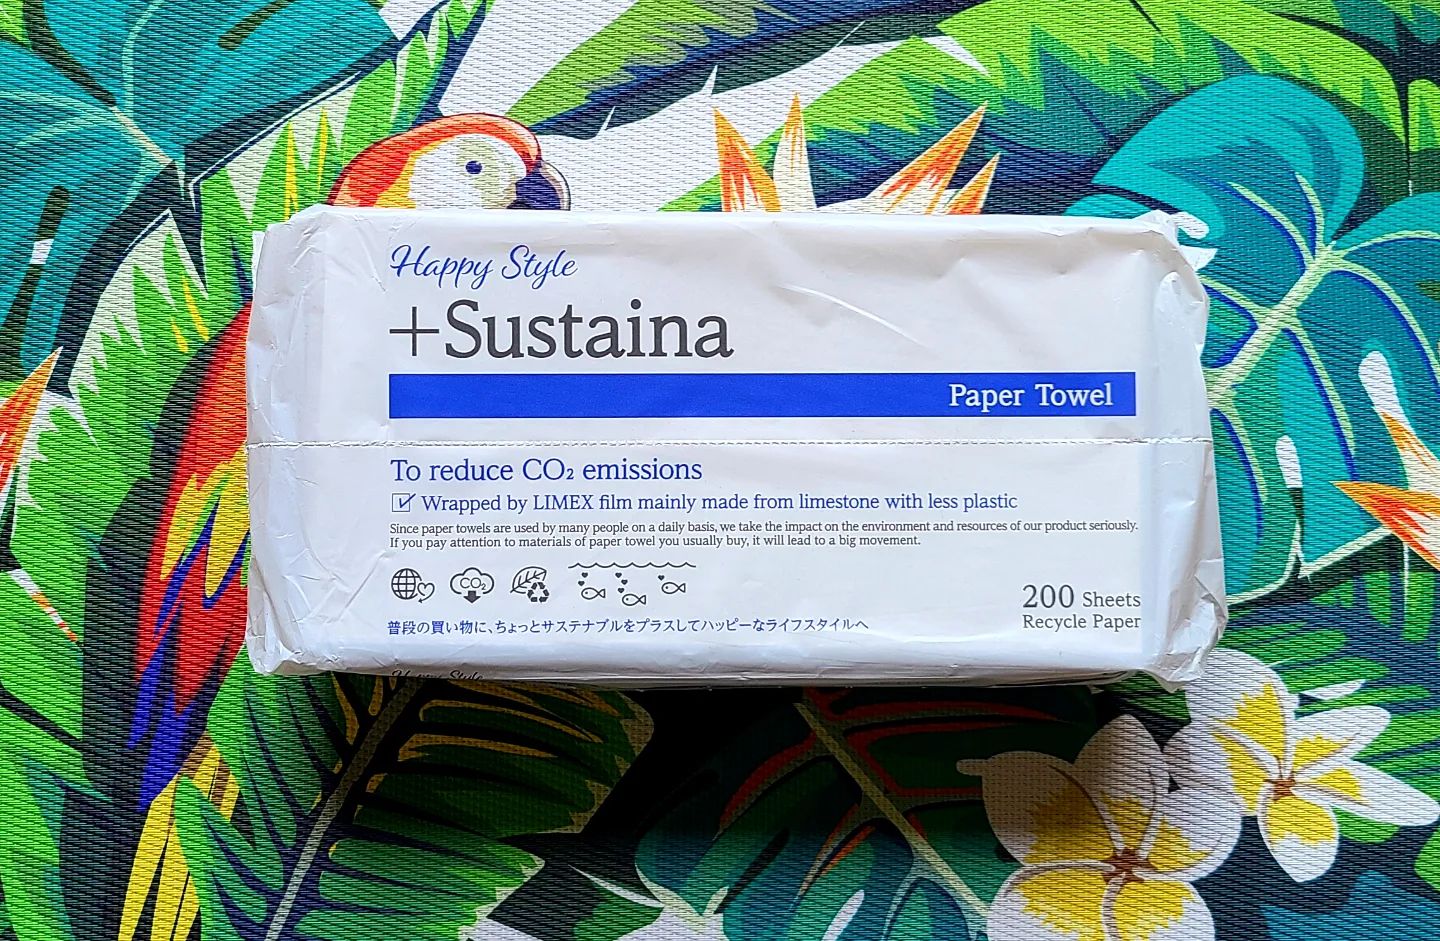 Happy Style
+Sustaina
Paper Towel
To reduce CO₂ emissions
Wrapped by LIMEX film mainly made from limestone with less plastic
Since paper towels are used by many people on a daily basis, we take the impact on the environment and resources of our product seriously.
If you pay attention to materials of paper towel you usually buy, it will lead to a big movement.
CO₂
200 Sheets
Recycle Paper
普段の買い物に、ちょっとサステナブルをプラスしてハッピーなライフスタイルへ
Happy Style